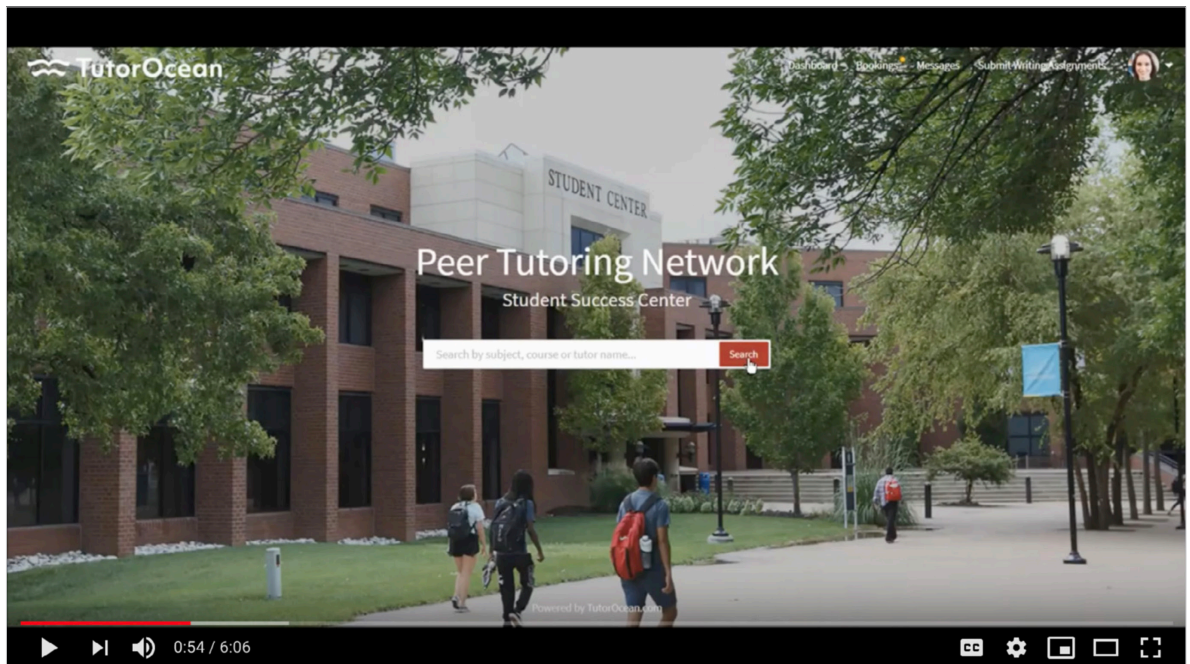 TutorOcean
Dashboard Bookings Messages Submit Writing Assignments
STUDENT CENTER
Peer Tutoring Network
Student Success Center
Search by subject, course or tutor name... Search
Powered by TutorOcean.com
0:54 / 6:06 CC